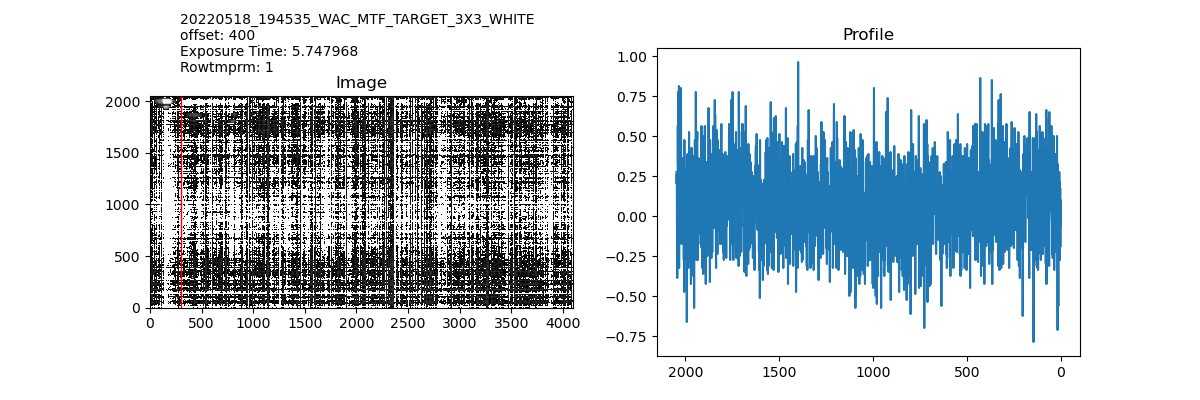 20220518_194535_WAC_MTF_TARGET_3X3_WHITE
offset: 400
Exposure Time: 5.747968
Rowtmprm: 1
Image
2000
1500
1000
500
0
0 500 1000 1500 2000 2500 3000 3500 4000
Profile
1.00
0.75
0.50
0.25
0.00
−0.25
−0.50
−0.75
2000 1500 1000 500 0